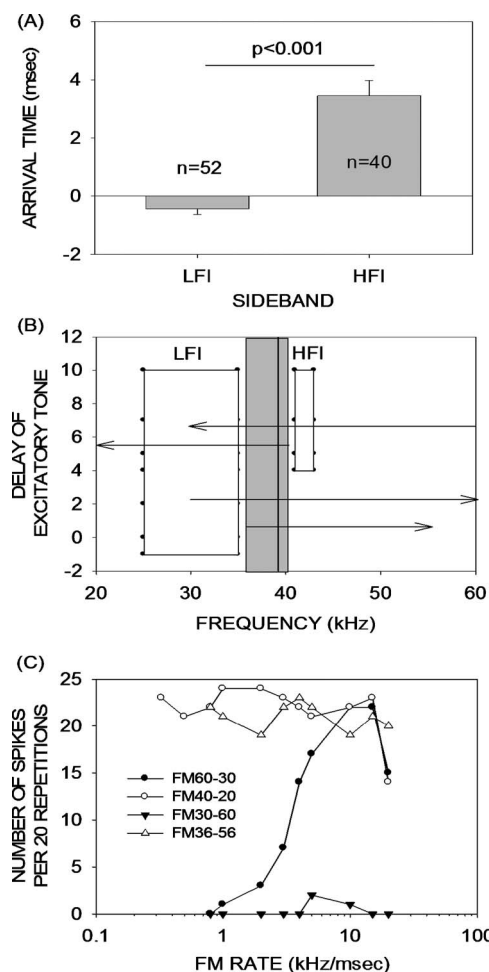 (A)
ARRIVAL TIME (msec)
6
4
2
0
-2
p<0.001
n=52
n=40
LFI
HFI
SIDEBAND
(B)
DELAY OF
EXCITATORY TONE
12
10
8
6
4
2
0
-2
LFI
HFI
20
30
40
50
60
FREQUENCY (kHz)
(C)
NUMBER OF SPIKES
PER 20 REPETITIONS
25
20
15
10
5
0
FM60-30
FM40-20
FM30-60
FM36-56
0.1
1
10
100
FM RATE (kHz/msec)